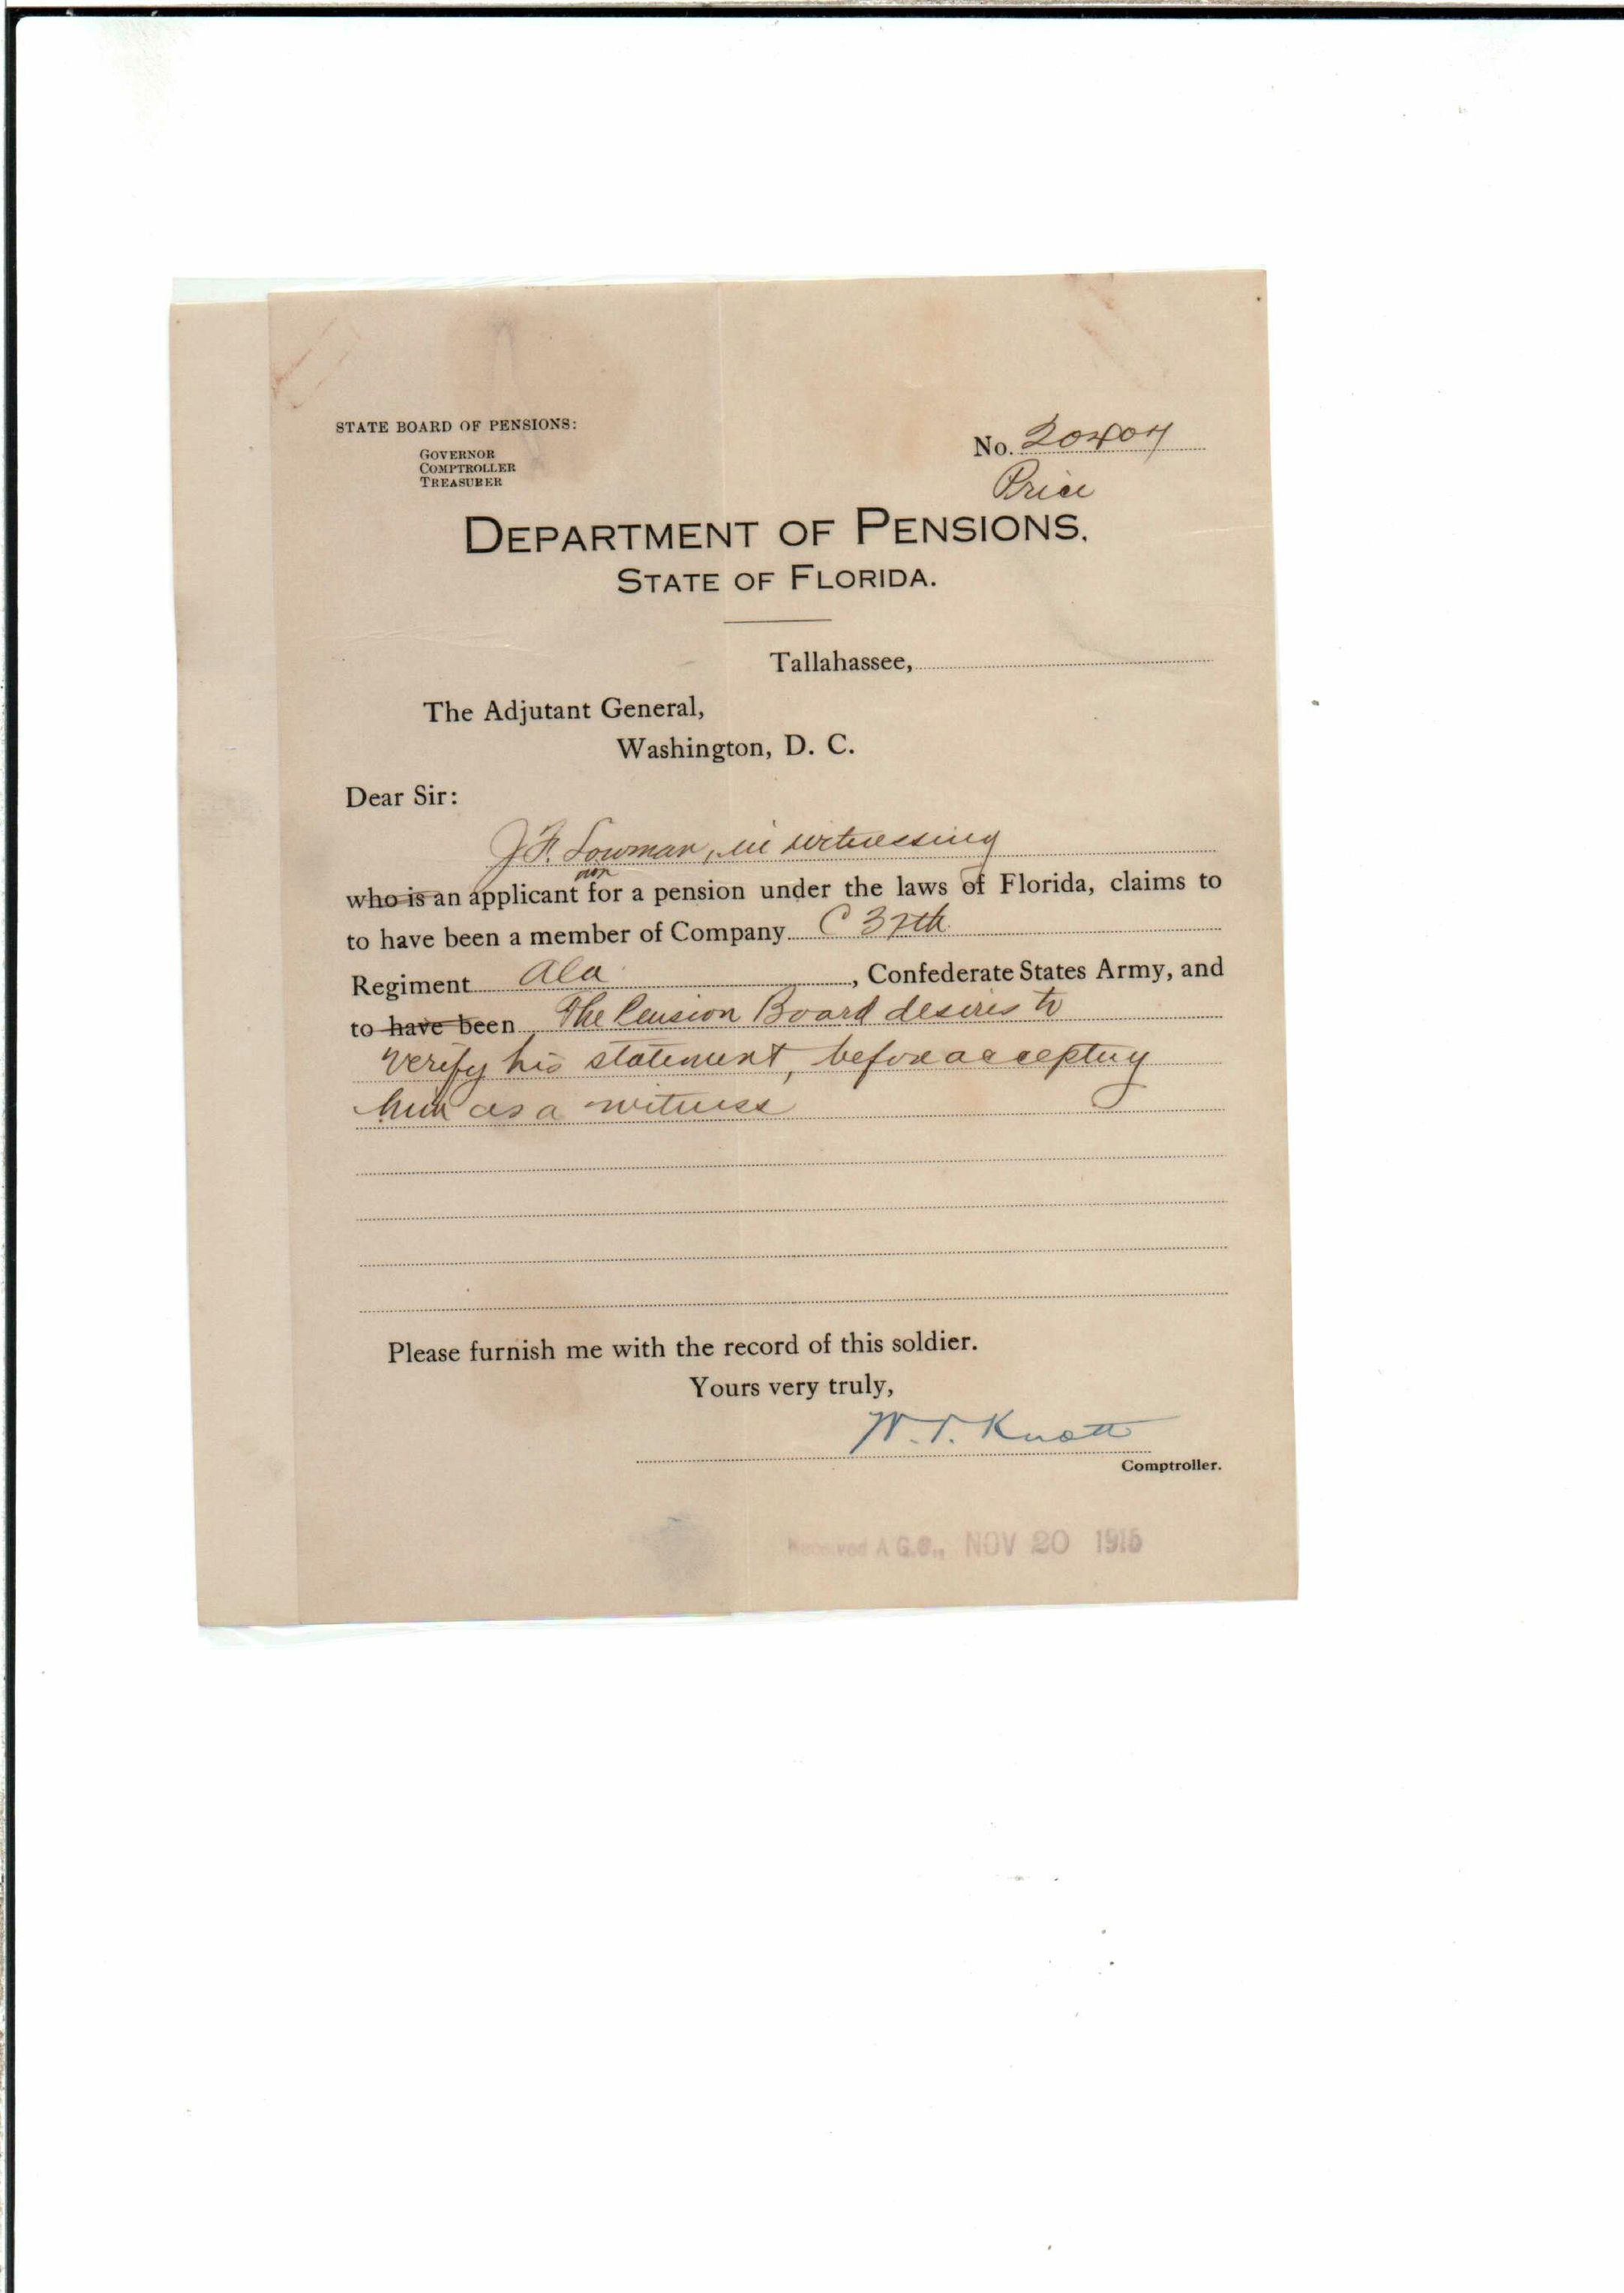 STATE BOARD OF PENSIONS:
GOVERNOR
COMPTROLLER
TREASURER
No.
Price
DEPARTMENT OF PENSIONS.
STATE OF FLORIDA.
Tallahassee,
The Adjutant General,
Washington, D. C.
Dear Sir:
J. F. Lowman, in witnessing
who is an applicant for a pension under the laws of Florida, claims to
to have been a member of Company C
Regiment Ala , Confederate States Army, and
to have been The Pension Board desires to
verify his statement, before accepting
him as a witness
Please furnish me with the record of this soldier.
Yours very truly,
W. V. Knott
Comptroller.
Received A.G.O., NOV 20 1915